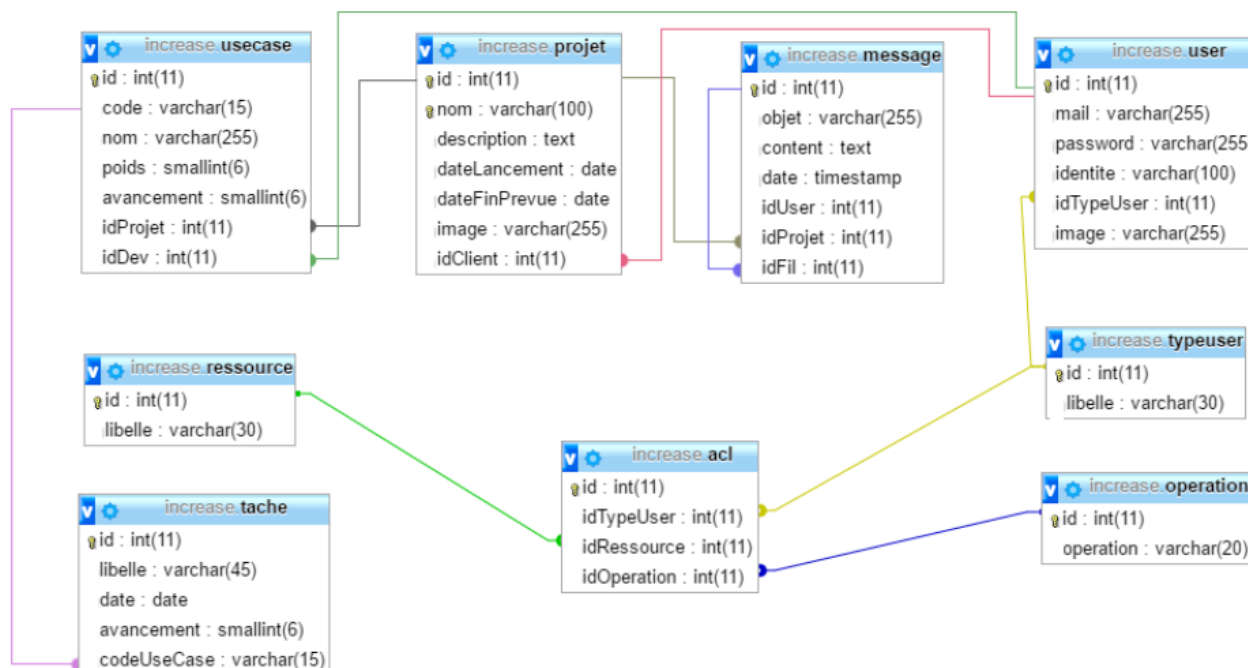 v increase.usecase
id : int(11)
code : varchar(15)
nom : varchar(255)
poids : smallint(6)
avancement : smallint(6)
idProjet : int(11)
idDev : int(11)
v increase.projet
id : int(11)
nom : varchar(100)
description : text
dateLancement : date
dateFinPrevue : date
image : varchar(255)
idClient : int(11)
v increase.message
id : int(11)
objet : varchar(255)
content : text
date : timestamp
idUser : int(11)
idProjet : int(11)
idFil : int(11)
v increase.user
id : int(11)
mail : varchar(255)
password : varchar(255
identite : varchar(100)
idTypeUser : int(11)
image : varchar(255)
v increase.ressource
id : int(11)
libelle : varchar(30)
v increase.typeuser
id : int(11)
libelle : varchar(30)
v increase.acl
id : int(11)
idTypeUser : int(11)
idRessource : int(11)
idOperation : int(11)
v increase.operation
id : int(11)
operation : varchar(20)
v increase.tache
id : int(11)
libelle : varchar(45)
date : date
avancement : smallint(6)
codeUseCase : varchar(15)